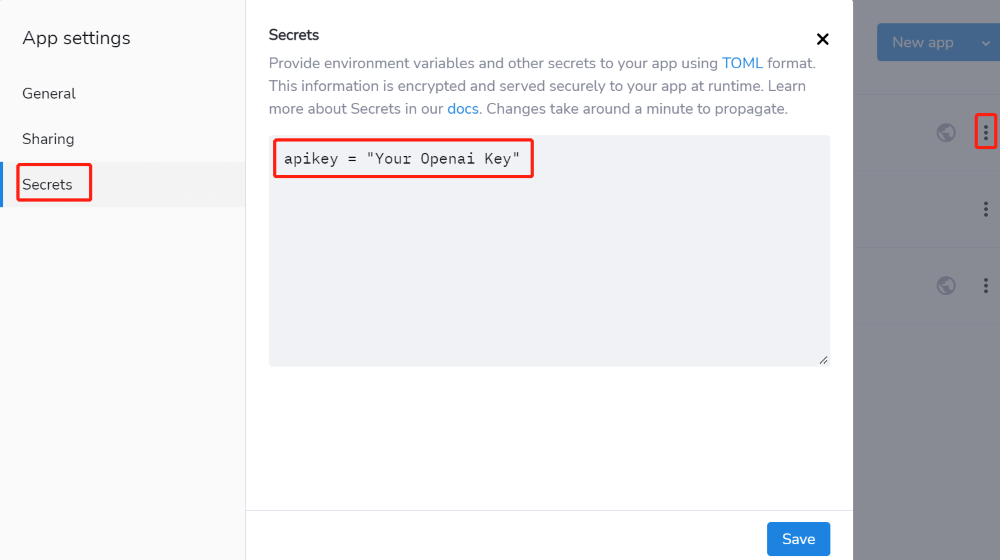 App settings
General
Sharing
Secrets
Secrets
Provide environment variables and other secrets to your app using TOML format.
This information is encrypted and served securely to your app at runtime. Learn
more about Secrets in our docs. Changes take around a minute to propagate.
apikey = "Your Openai Key"
Save
New app